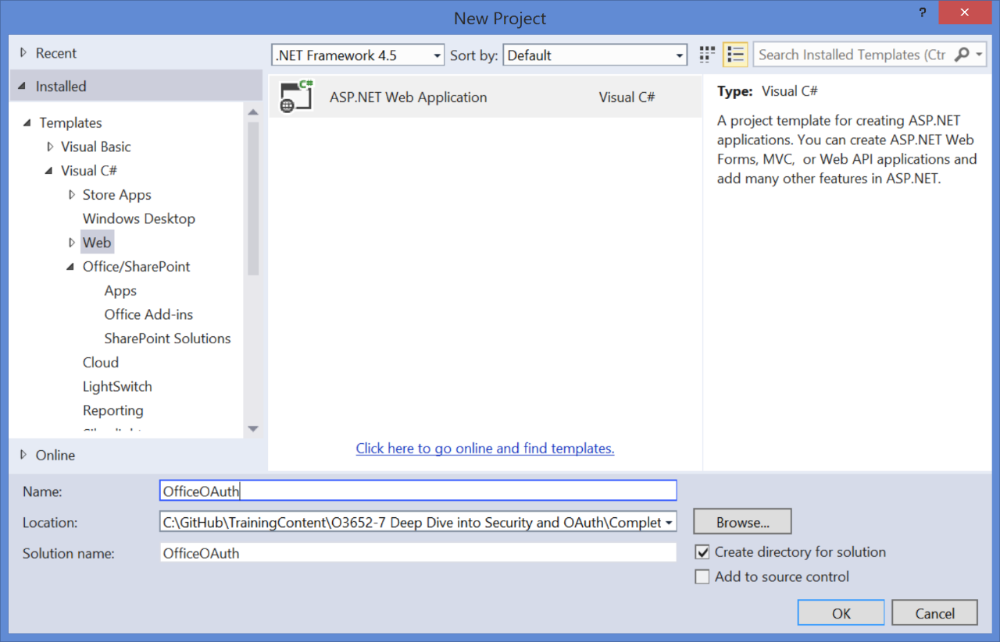 New Project
?
Recent
.NET Framework 4.5
Sort by:
Default
Search Installed Templates (Ctr
Installed
Templates
Visual Basic
Visual C#
Store Apps
Windows Desktop
Web
Office/SharePoint
Apps
Office Add-ins
SharePoint Solutions
Cloud
LightSwitch
Reporting
Online
C#
ASP.NET Web Application
Visual C#
Click here to go online and find templates.
Type: Visual C#
A project template for creating ASP.NET
applications. You can create ASP.NET Web
Forms, MVC, or Web API applications and
add many other features in ASP.NET.
Name:
OfficeOAuth
Location:
C:\GitHub\TrainingContent\O3652-7 Deep Dive into Security and OAuth\Complet
Browse...
Solution name:
OfficeOAuth
Create directory for solution
Add to source control
OK
Cancel